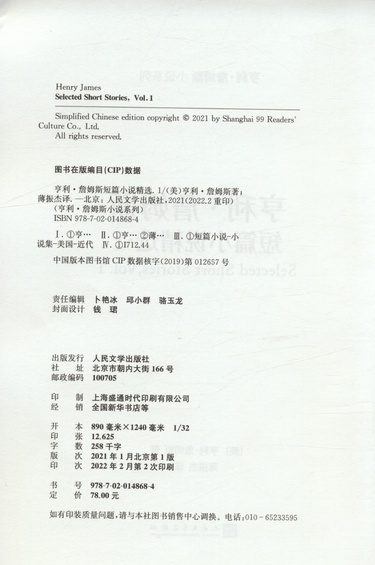 Henry James
Selected Short Stories, Vol.1
Simplified Chinese edition copyright © 2021 by Shanghai 99 Readers'
Culture Co., Ltd.
All rights reserved.
图书在版编目(CIP)数据
亨利·詹姆斯短篇小说精选. 1/(美)亨利·詹姆斯著;
薄振杰译.—北京:人民文学出版社,2021(2022.2重印)
(亨利·詹姆斯小说系列)
ISBN 978-7-02-014868-4
Ⅰ.①亨… Ⅱ.①亨…②薄… Ⅲ.①短篇小说-小
说集-美国-近代 Ⅳ.①I712.44
中国版本图书馆CIP数据核字(2019)第012657号
责任编辑 卜艳冰 邱小群 骆玉龙
封面设计 钱珺
出版发行 人民文学出版社
社址 北京市朝内大街166号
邮政编码 100705
印制 上海盛通时代印刷有限公司
经销 全国新华书店等
开本 890毫米×1240毫米 1/32
印张 12.625
字数 258千字
版次 2021年1月北京第1版
印次 2022年2月第2次印刷
书号 978-7-02-014868-4
定价 78.00元
如有印装质量问题,请与本社图书销售中心调换。电话:010-65233595